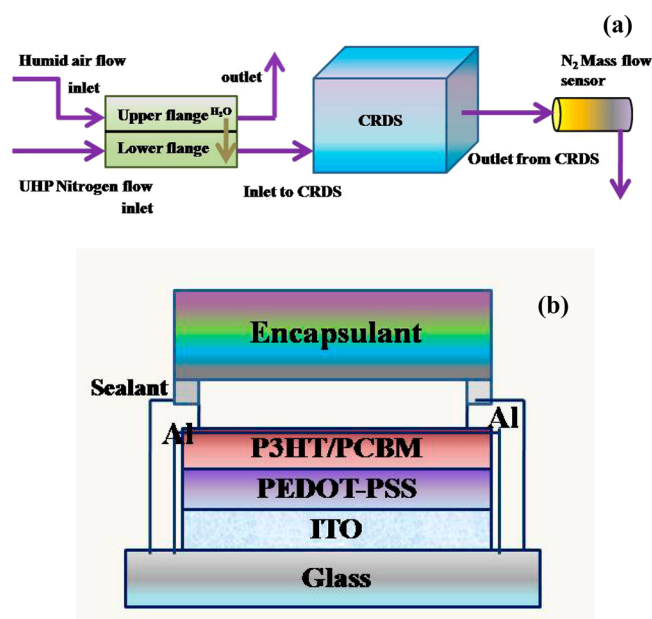 (a)
Humid air flow
inlet
outlet
N₂ Mass flow
sensor
Upper flange H₂O
CRDS
Lower flange
Outlet from CRDS
UHP Nitrogen flow
inlet
Inlet to CRDS
(b)
Encapsulant
Sealant
Al
Al
P3HT/PCBM
PEDOT-PSS
ITO
Glass